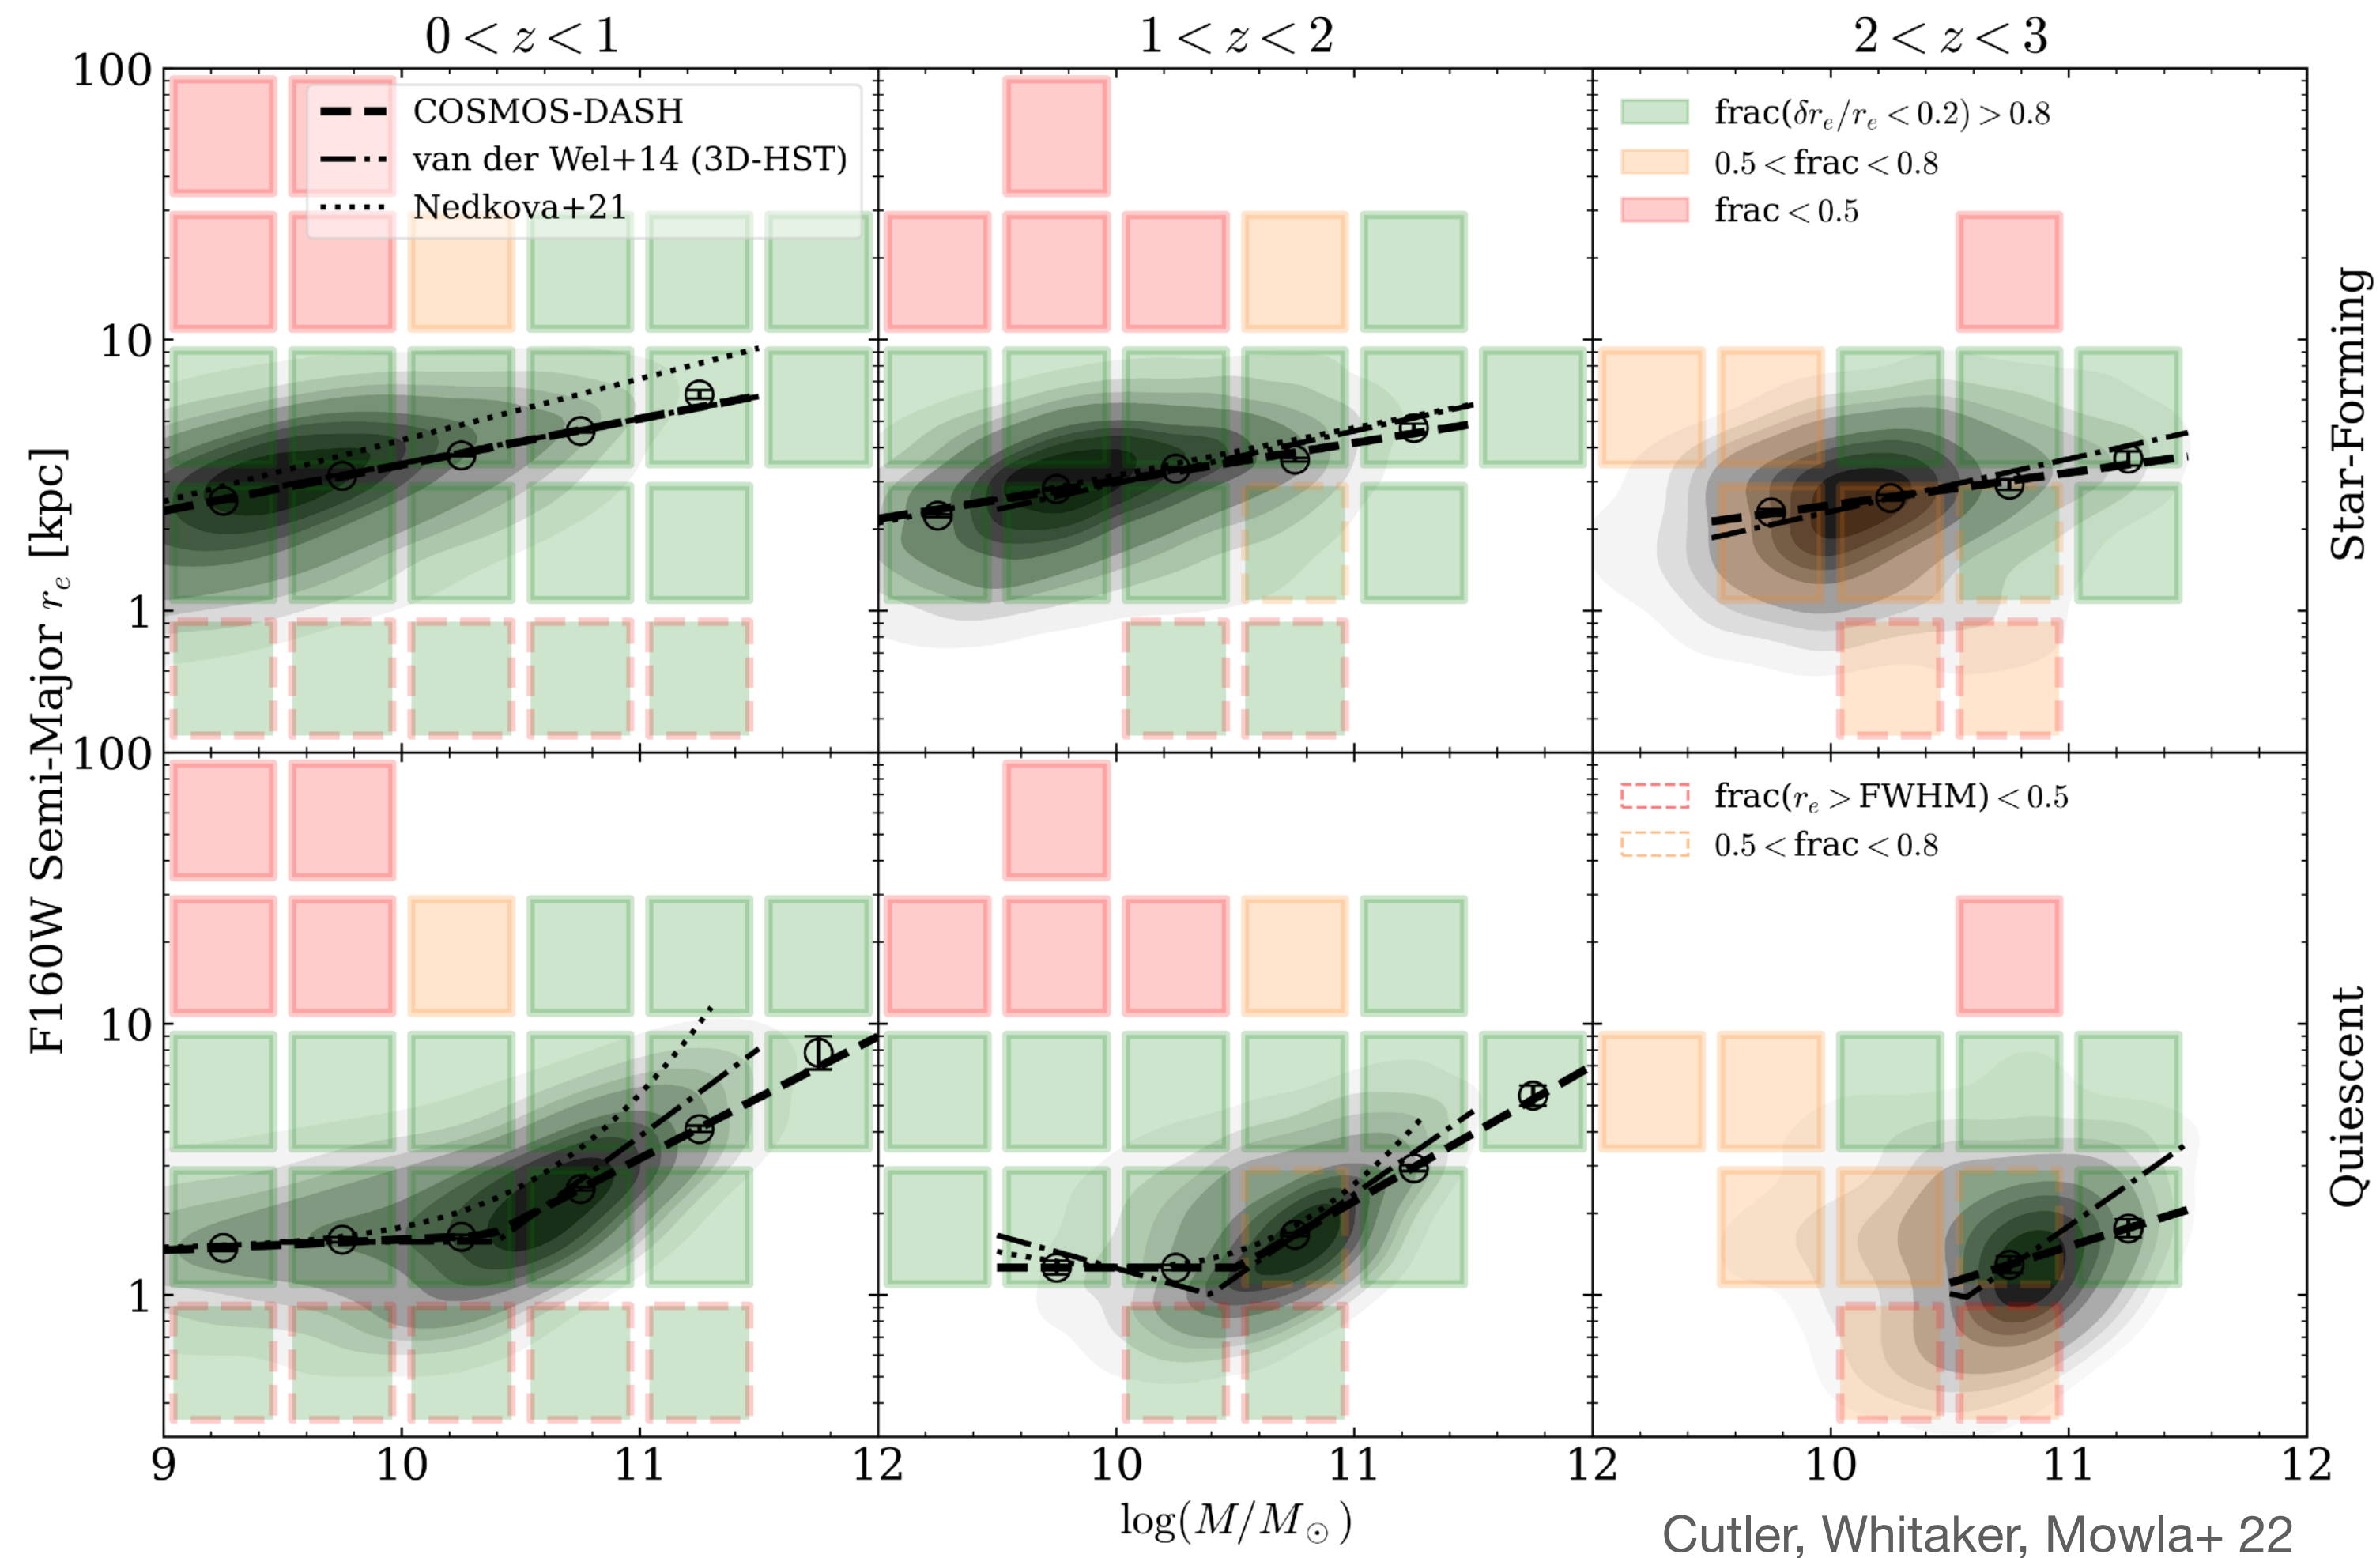 0 < z < 1
1 < z < 2
2 < z < 3
100
COSMOS-DASH
van der Wel+14 (3D-HST)
Nedkova+21
frac(δr_e/r_e < 0.2) > 0.8
0.5 < frac < 0.8
frac < 0.5
10
1
Star-Forming
F160W Semi-Major r_e [kpc]
100
frac(r_e > FWHM) < 0.5
0.5 < frac < 0.8
10
1
Quiescent
9 10 11 12 10 11 12 10 11 12
log(M/M_⊙)
Cutler, Whitaker, Mowla+ 22